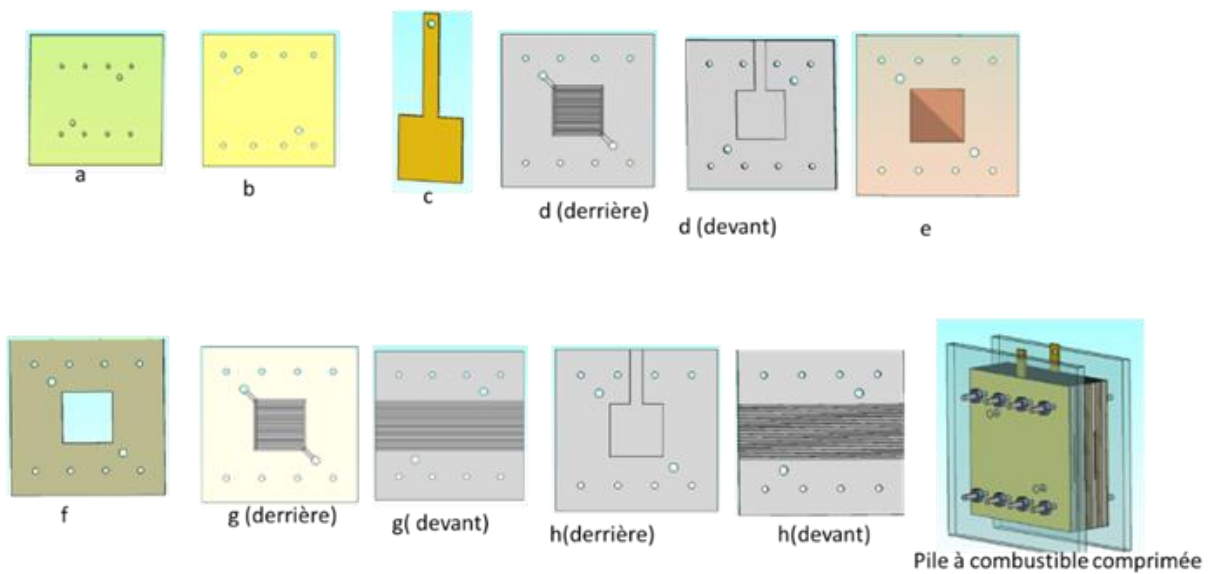 a
b
c
d (derrière)
d (devant)
e
f
g (derrière)
g( devant)
h(derrière)
h(devant)
Pile à combustible comprimée